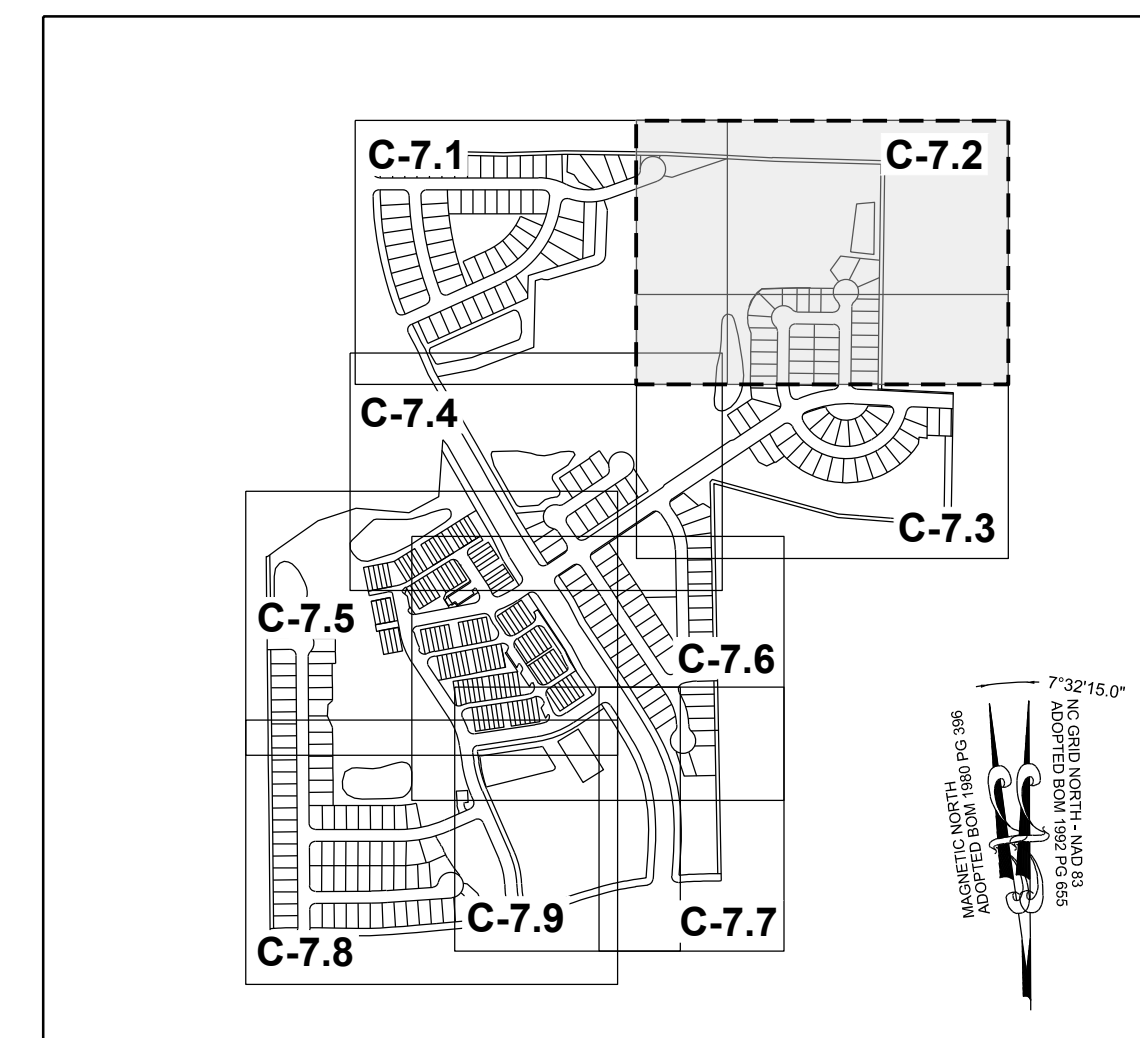 C-7.1
C-7.2
C-7.4
C-7.3
C-7.5
C-7.6
7°32'15.0"
MAGNETIC NORTH
ADOPTED BOM 1980 PG 396
NC GRID NORTH - NAD 83
ADOPTED BOM 1992 PG 655
C-7.9
C-7.7
C-7.8